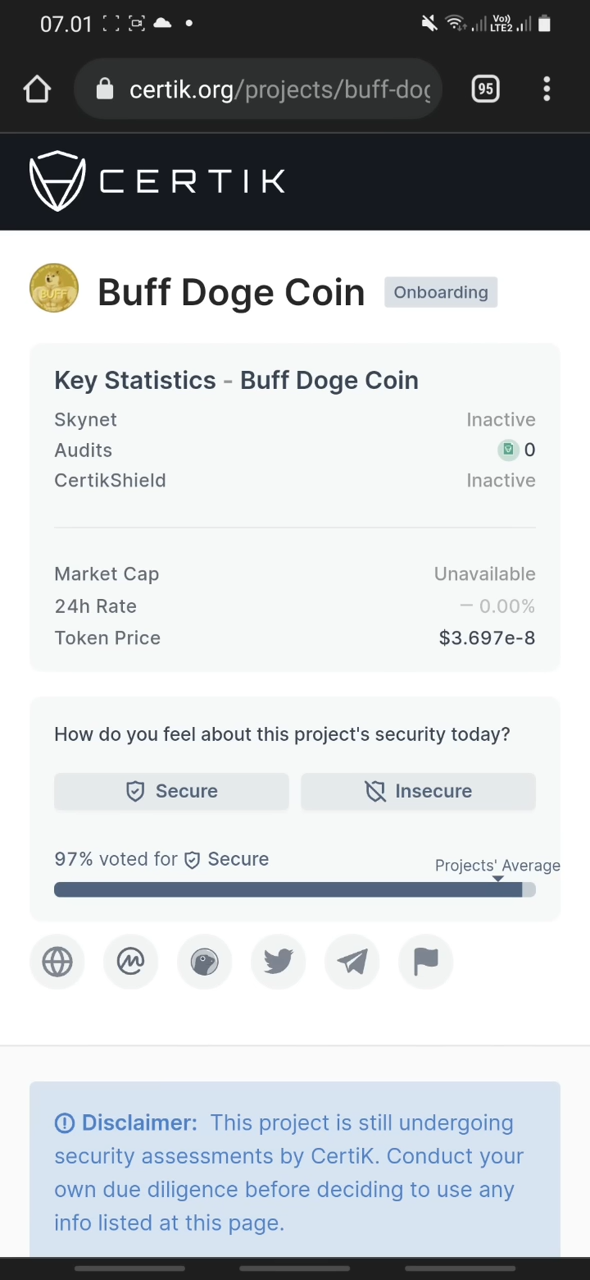 07.01
Vo))
LTE2
certik.org/projects/buff-dog
95
CERTIK
BUFF
Buff Doge Coin
Onboarding
Key Statistics - Buff Doge Coin
Skynet Inactive
Audits 0
CertikShield Inactive
Market Cap Unavailable
24h Rate — 0.00%
Token Price $3.697e-8
How do you feel about this project's security today?
Secure Insecure
97% voted for Secure
Projects' Average
Disclaimer: This project is still undergoing
security assessments by CertiK. Conduct your
own due diligence before deciding to use any
info listed at this page.